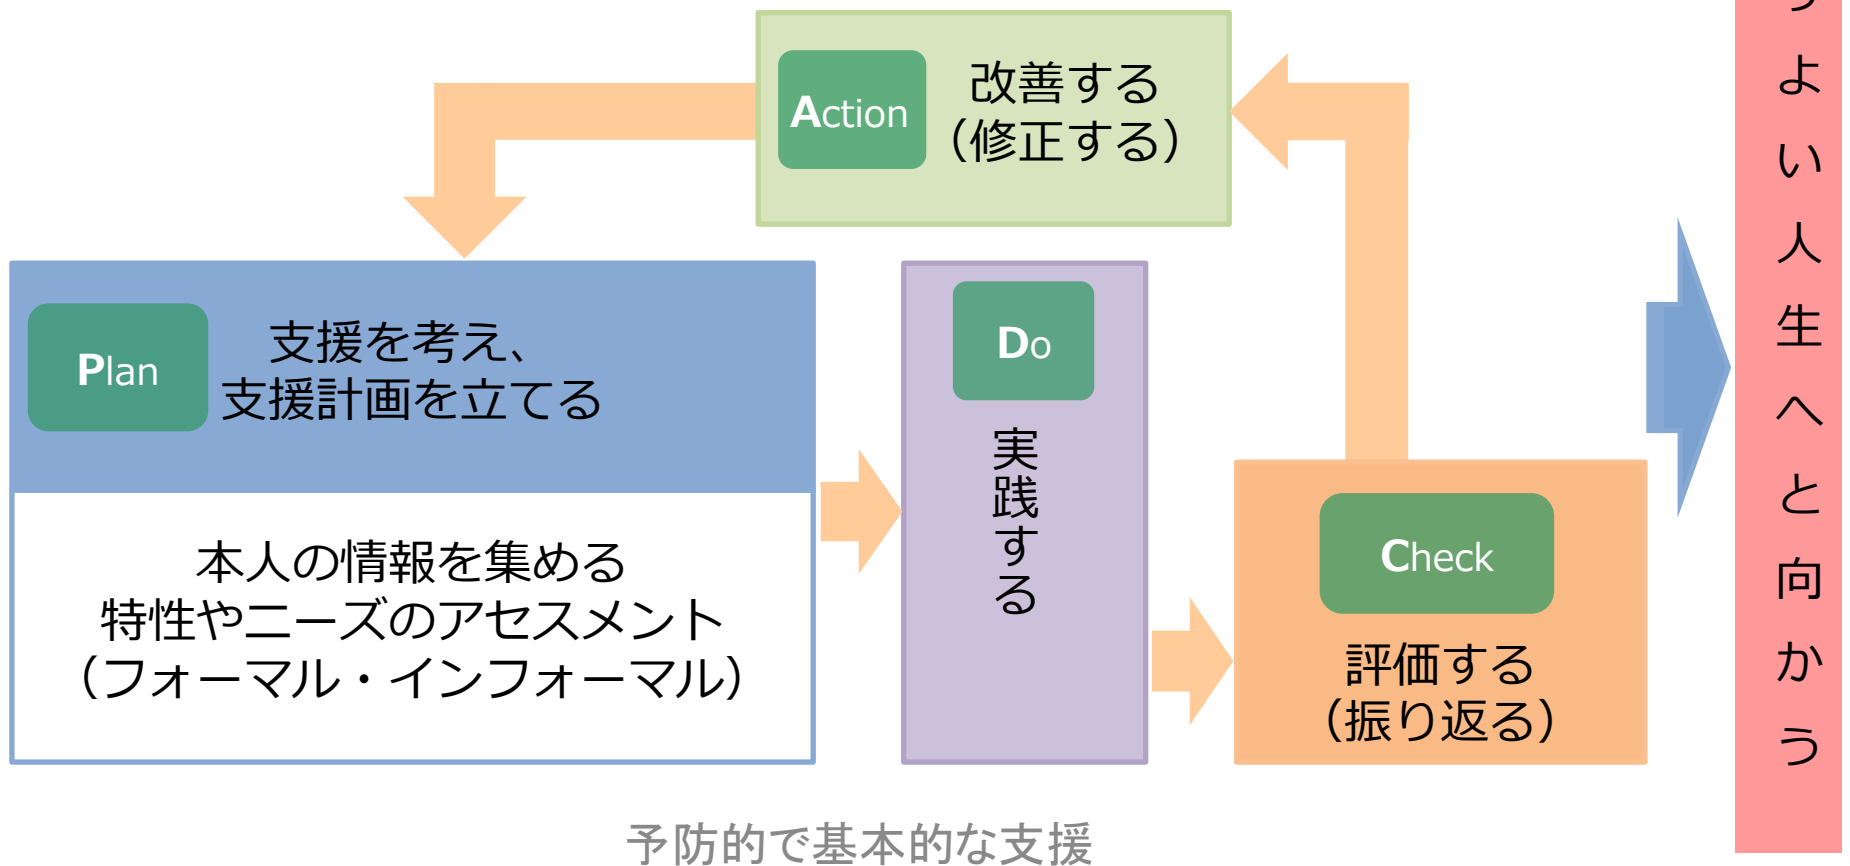 Action
改善する
（修正する）
Plan
支援を考え、
支援計画を立てる
本人の情報を集める
特性やニーズのアセスメント
（フォーマル・インフォーマル）
Do
実践する
Check
評価する
（振り返る）
よい人生へと向かう
予防的で基本的な支援